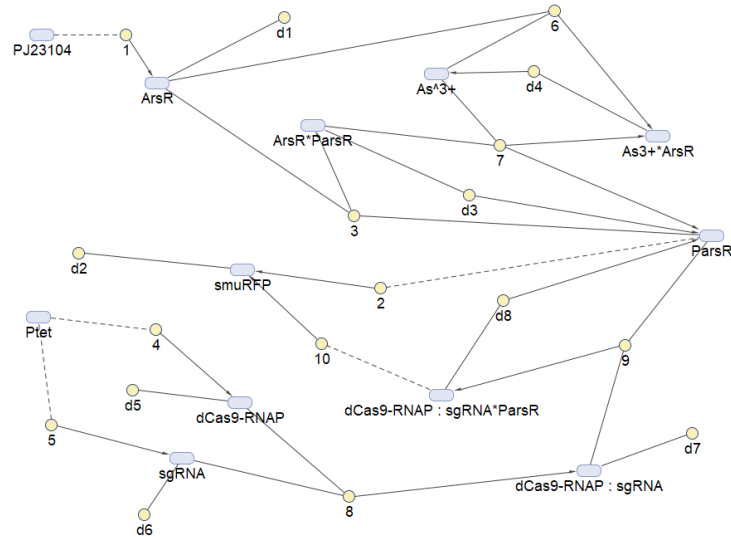 6
d1
PJ23104
1
ArsR
As^3+
d4
ArsR*ParsR
7
As3+*ArsR
d3
3
ParsR
d2
smuRFP
2
d8
Ptet
4
10
9
d5
dCas9-RNAP
dCas9-RNAP : sgRNA*ParsR
5
d7
sgRNA
dCas9-RNAP : sgRNA
8
d6